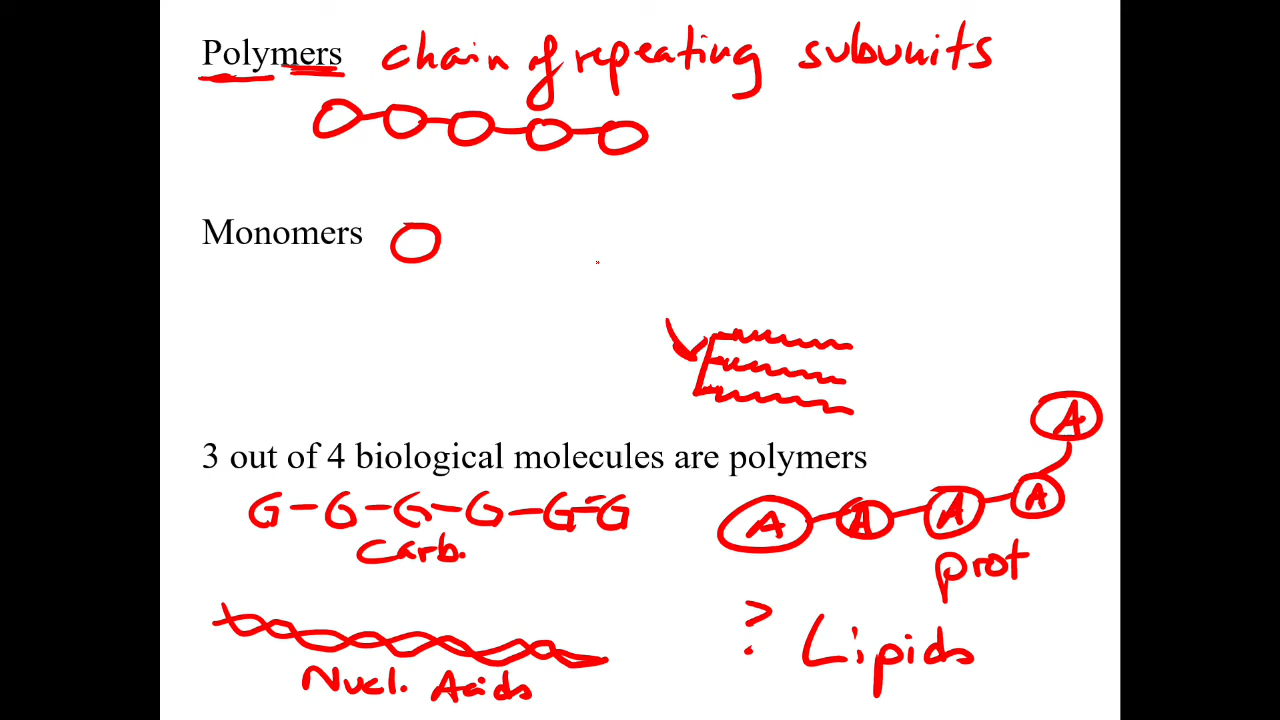 Polymers chain of repeating subunits
Monomers
3 out of 4 biological molecules are polymers
G-G-G-G-G=G
Carb.
A A A A A
prot
? Lipids
Nucl. Acids